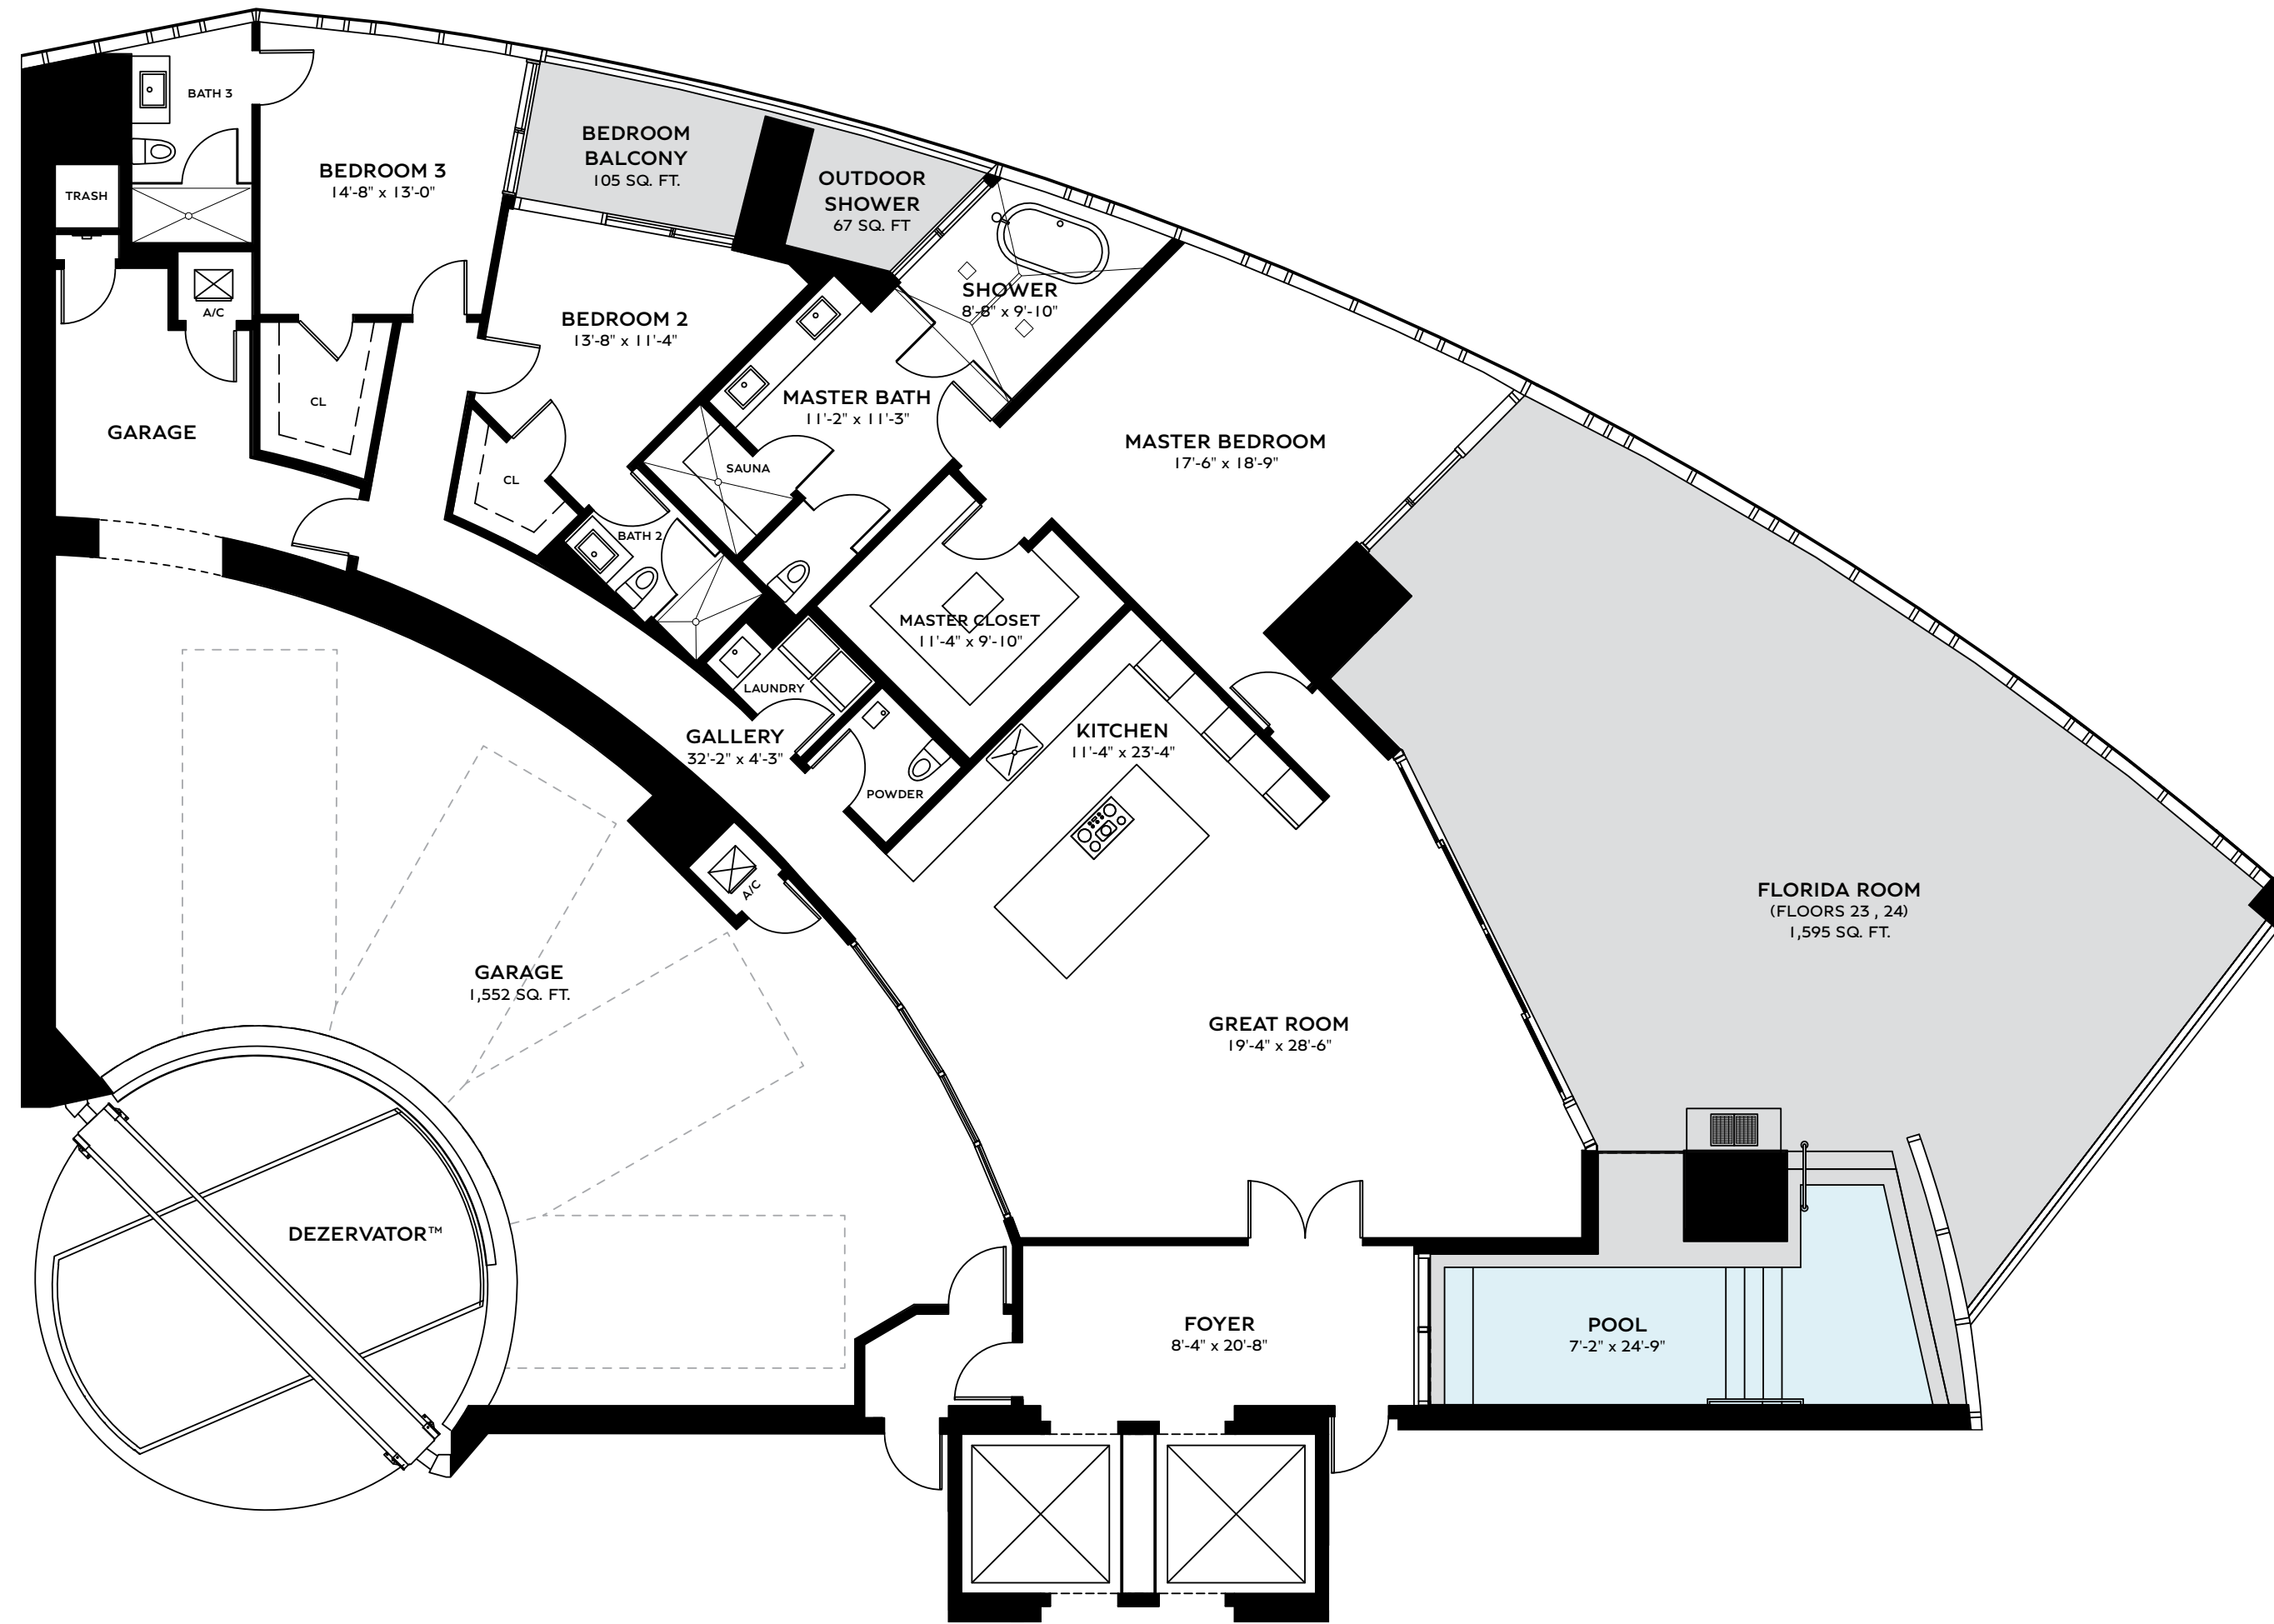 BATH 3
TRASH
A/C
BEDROOM 3
14'-8" x 13'-0"
BEDROOM
BALCONY
105 SQ. FT.
OUTDOOR
SHOWER
67 SQ. FT
SHOWER
8'-8" x 9'-10"
BEDROOM 2
13'-8" x 11'-4"
MASTER BATH
11'-2" x 11'-3"
MASTER BEDROOM
17'-6" x 18'-9"
GARAGE
CL
CL
SAUNA
BATH 2
MASTER CLOSET
11'-4" x 9'-10"
LAUNDRY
GALLERY
32'-2" x 4'-3"
POWDER
KITCHEN
11'-4" x 23'-4"
A/C
FLORIDA ROOM
(FLOORS 23 , 24)
1,595 SQ. FT.
GARAGE
1,552 SQ. FT.
GREAT ROOM
19'-4" x 28'-6"
DEZERVATOR™
FOYER
8'-4" x 20'-8"
POOL
7'-2" x 24'-9"